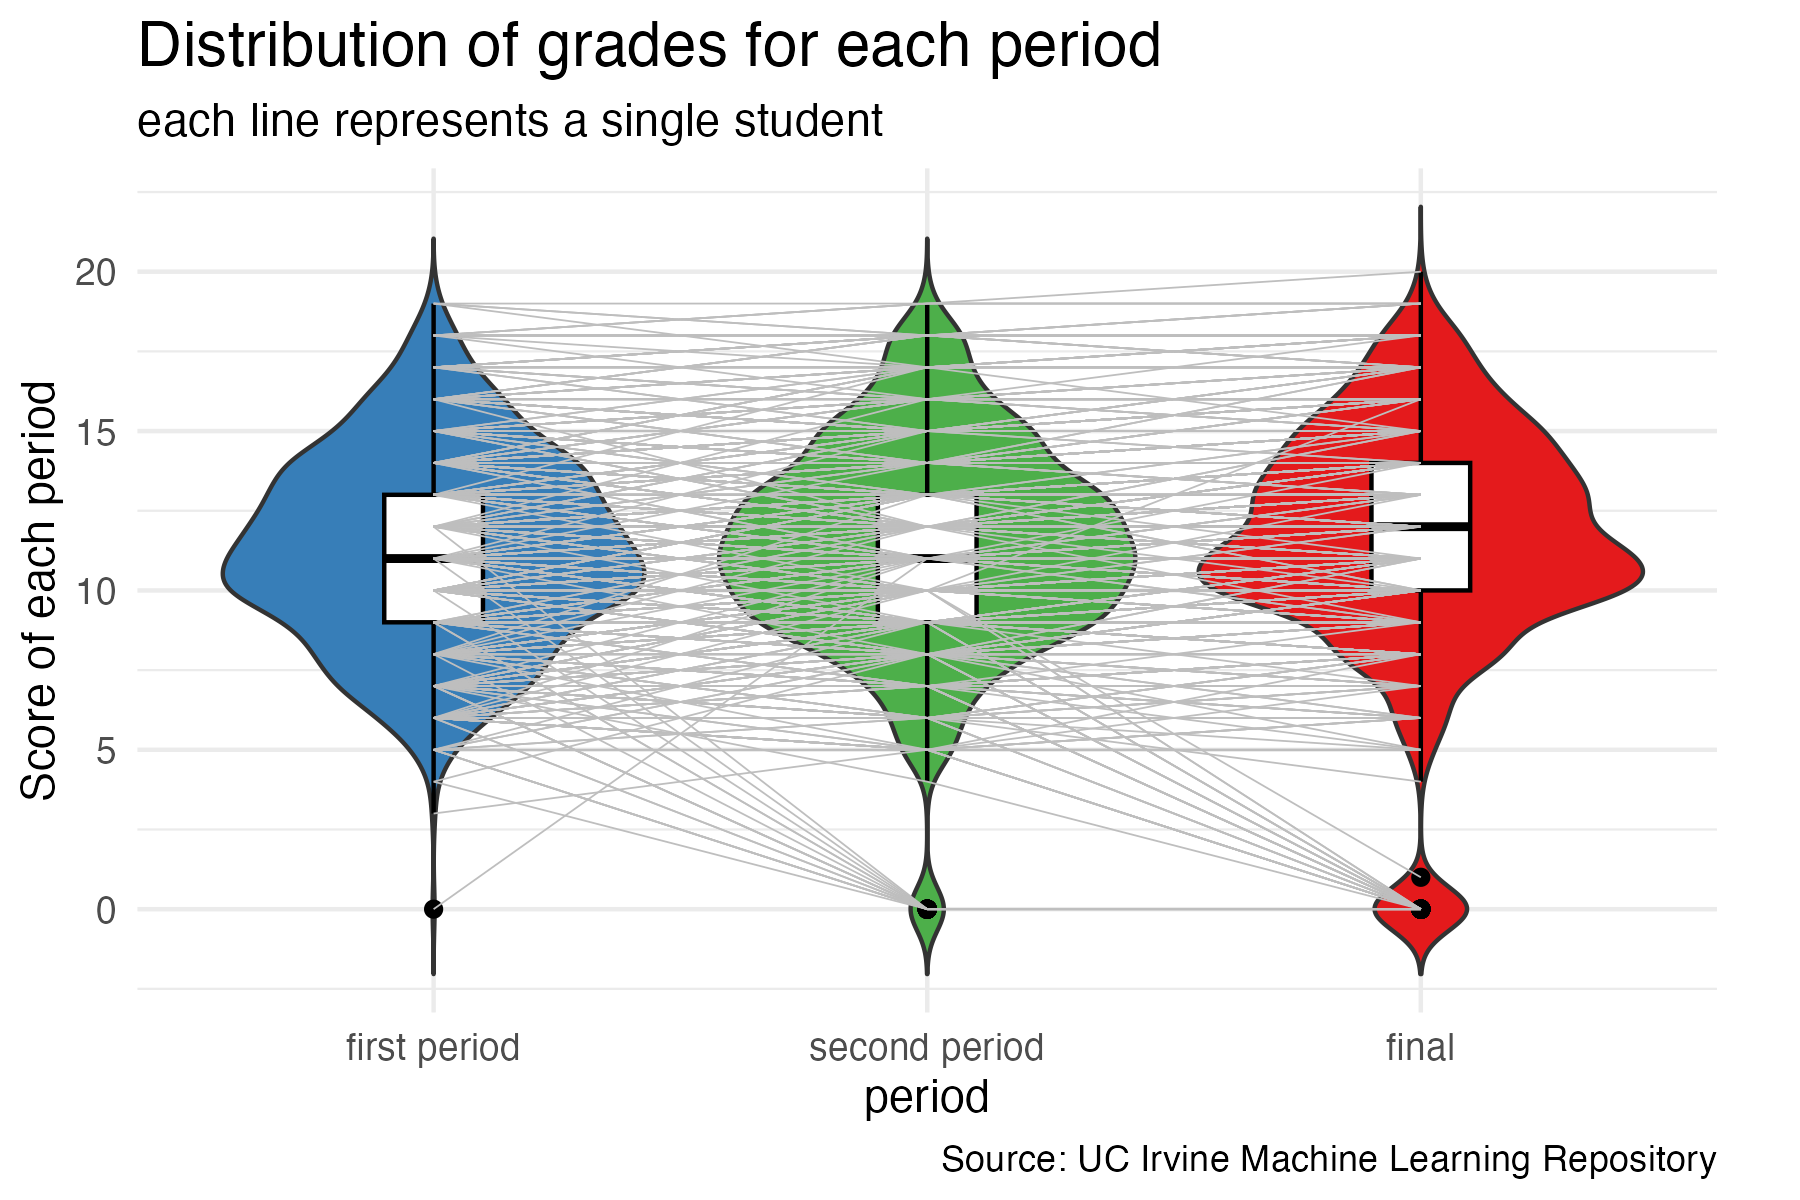 Distribution of grades for each period
each line represents a single student
Score of each period
20
15
10
5
0
first period
second period
final
period
Source: UC Irvine Machine Learning Repository